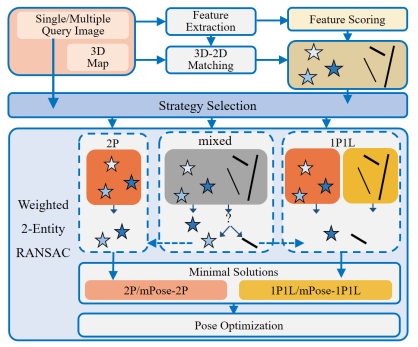 Single/Multiple
Query Image
3D
Map
Feature
Extraction
3D-2D
Matching
Feature Scoring
Strategy Selection
Weighted
2-Entity
RANSAC
2P
mixed
?
1P1L
Minimal Solutions
2P/mPose-2P
1P1L/mPose-1P1L
Pose Optimization